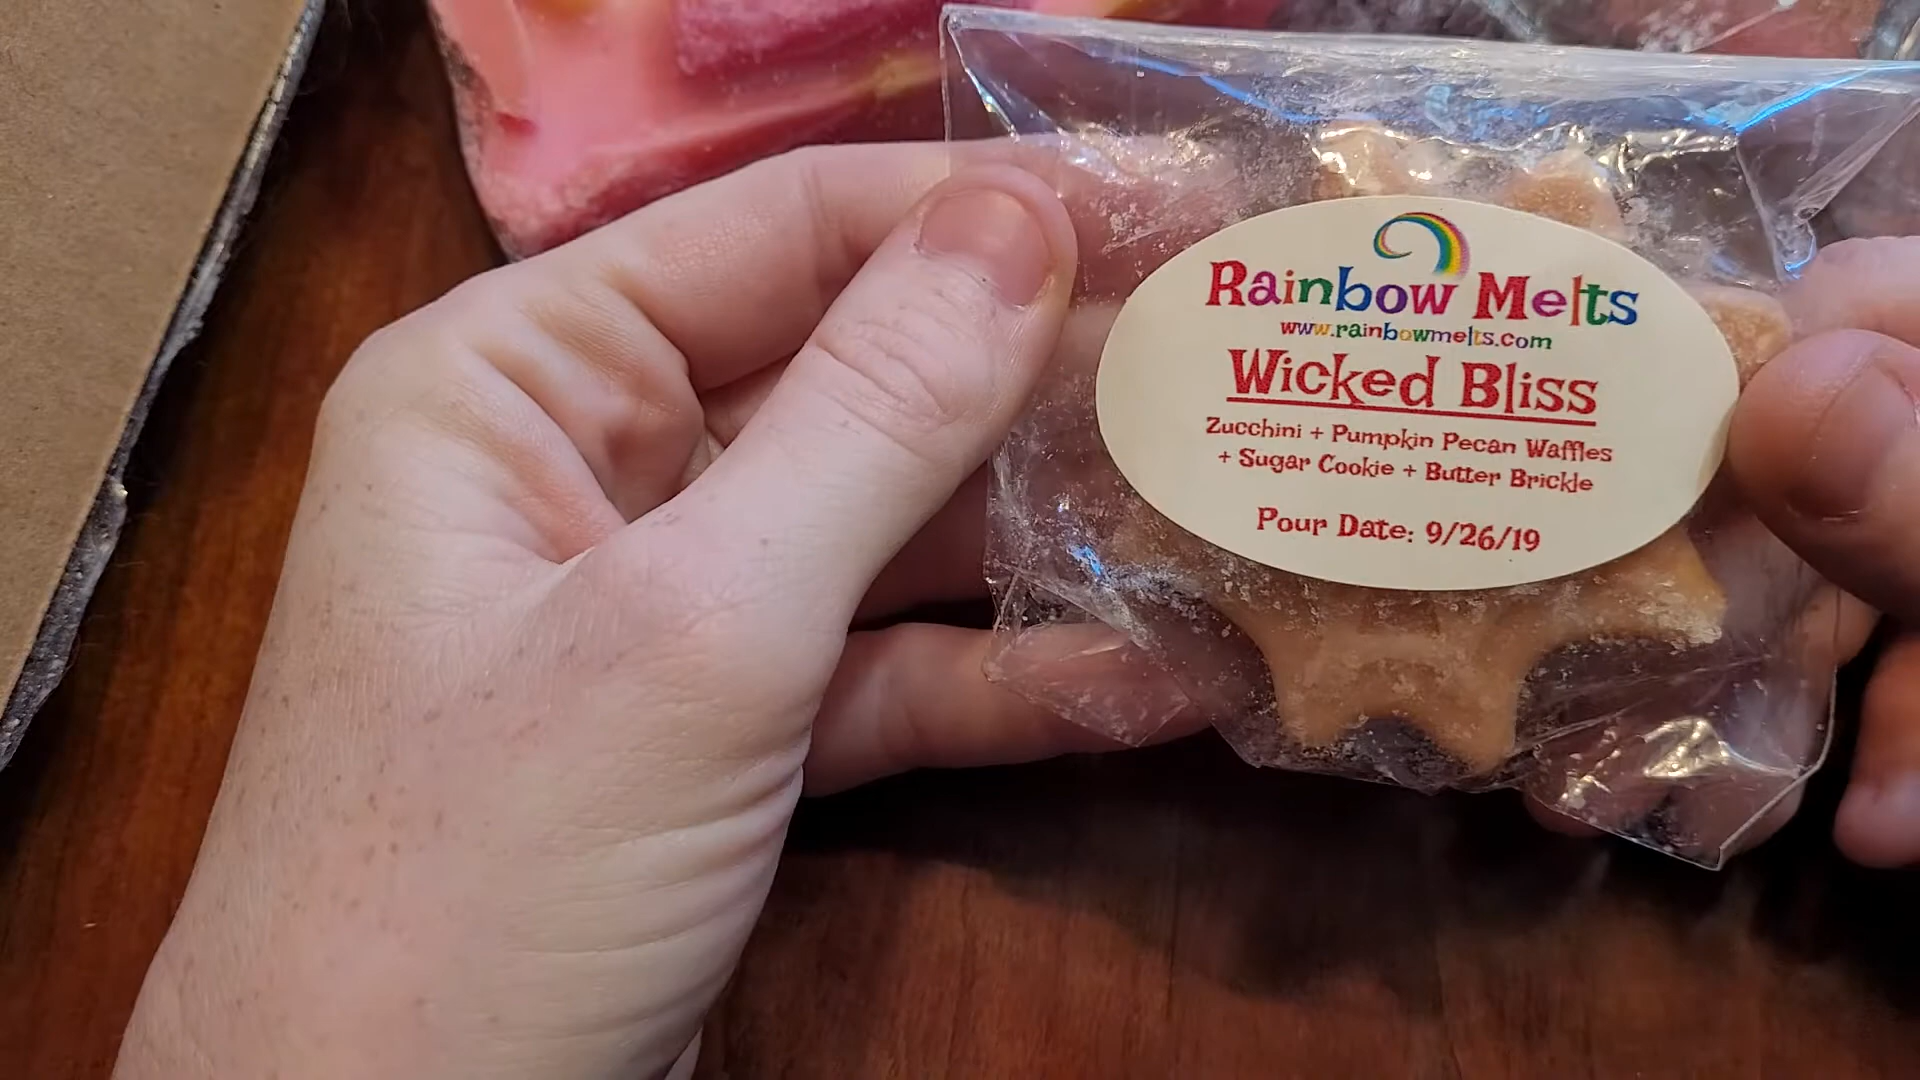 Rainbow Melts
www.rainbowmelts.com
Wicked Bliss
Zucchini + Pumpkin Pecan Waffles
+ Sugar Cookie + Butter Brickle
Pour Date: 9/26/19